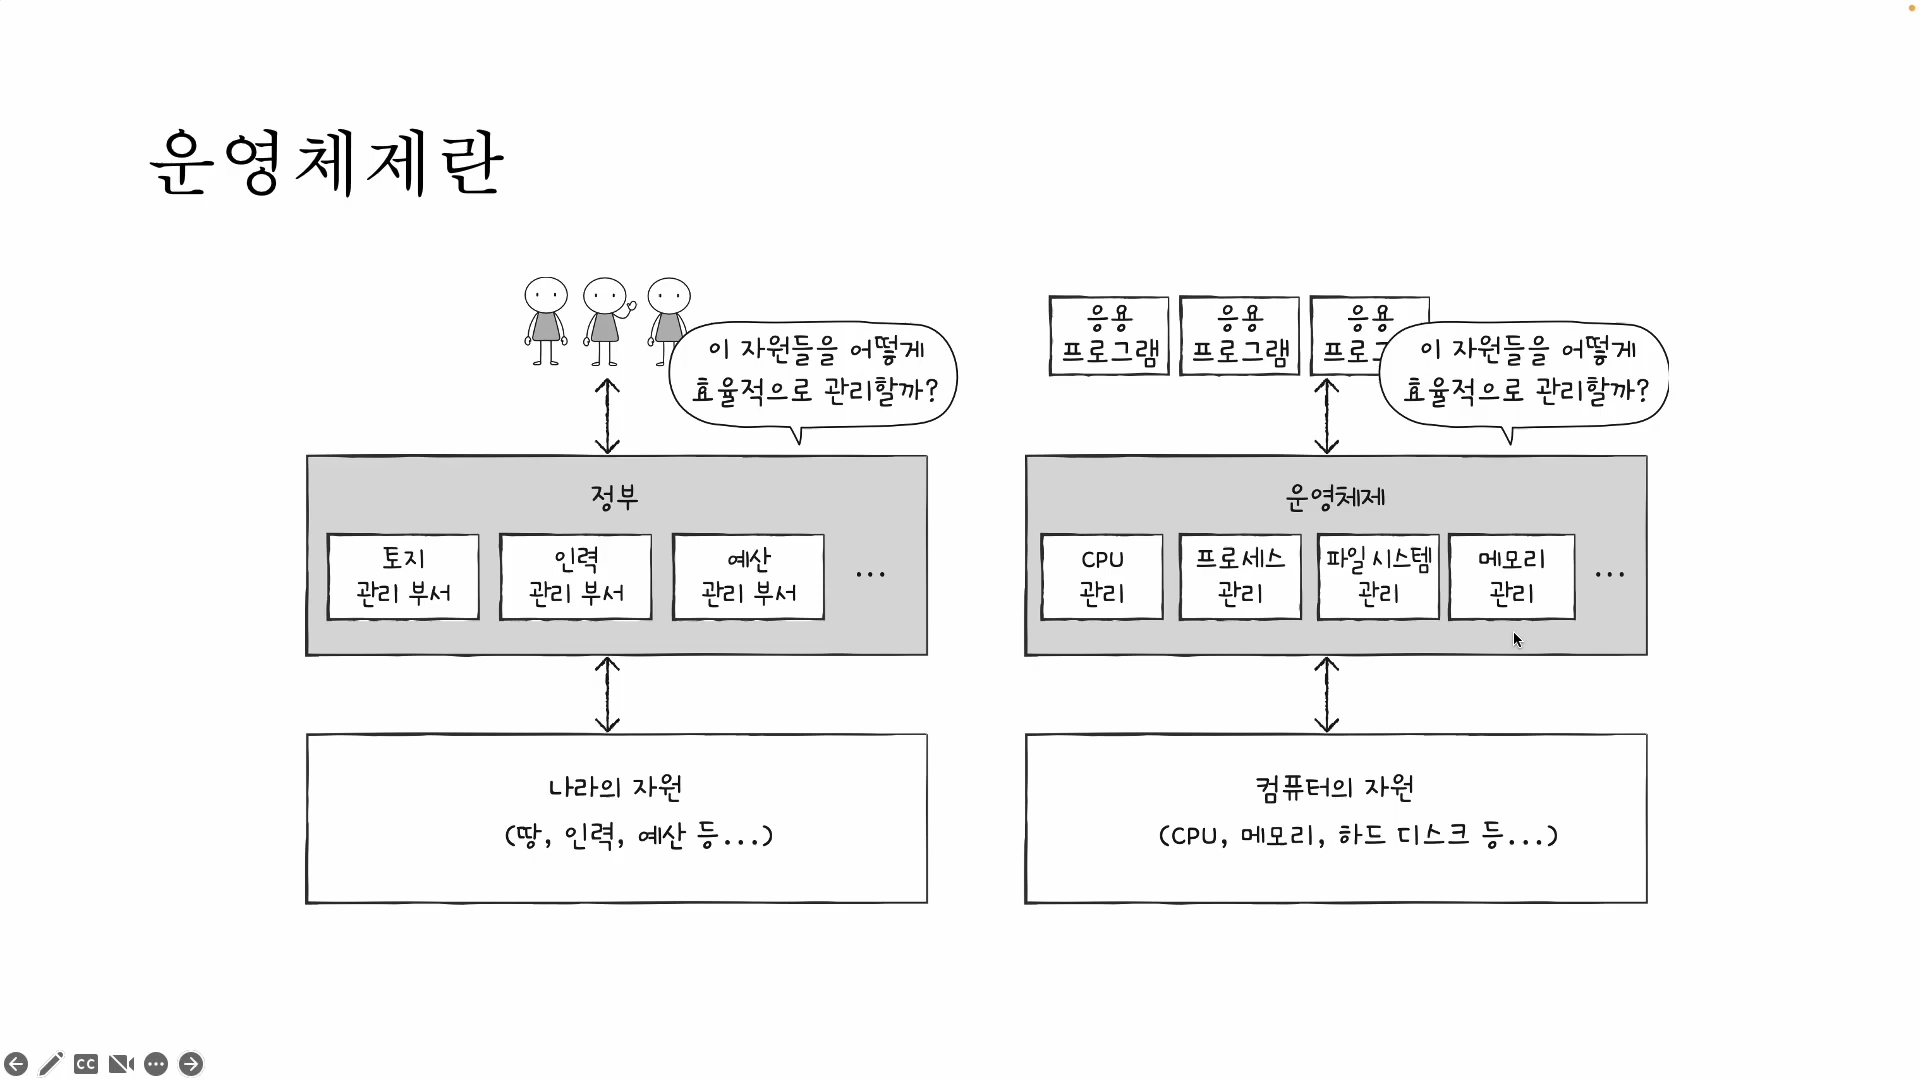 운영체제란
이 자원들을 어떻게
효율적으로 관리할까?
정부
토지
관리 부서
인력
관리 부서
예산
관리 부서
...
나라의 자원
(땅, 인력, 예산 등...)
응용
프로그램
응용
프로그램
응용
프로그
이 자원들을 어떻게
효율적으로 관리할까?
운영체제
CPU
관리
프로세스
관리
파일시스템
관리
메모리
관리
...
컴퓨터의 자원
(CPU, 메모리, 하드 디스크 등...)
CC